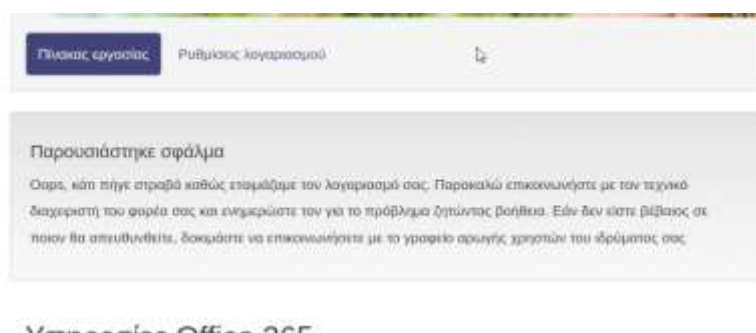 Πίνακας εργασίας Ρυθμίσεις λογαριασμού
Παρουσιάστηκε σφάλμα
Oops, κάτι πήγε στραβά καθώς ετοιμάζαμε τον λογαριασμό σας. Παρακαλώ επικοινωνήστε με τον τεχνικό
διαχειριστή του φορέα σας και ενημερώστε τον για το πρόβλημα ζητώντας βοήθεια. Εάν δεν είστε βέβαιος σε
ποιον θα απευθυνθείτε, δοκιμάστε να επικοινωνήσετε με το γραφείο αρωγής χρηστών του ιδρύματος σας
Υπηρεσίες Office 365